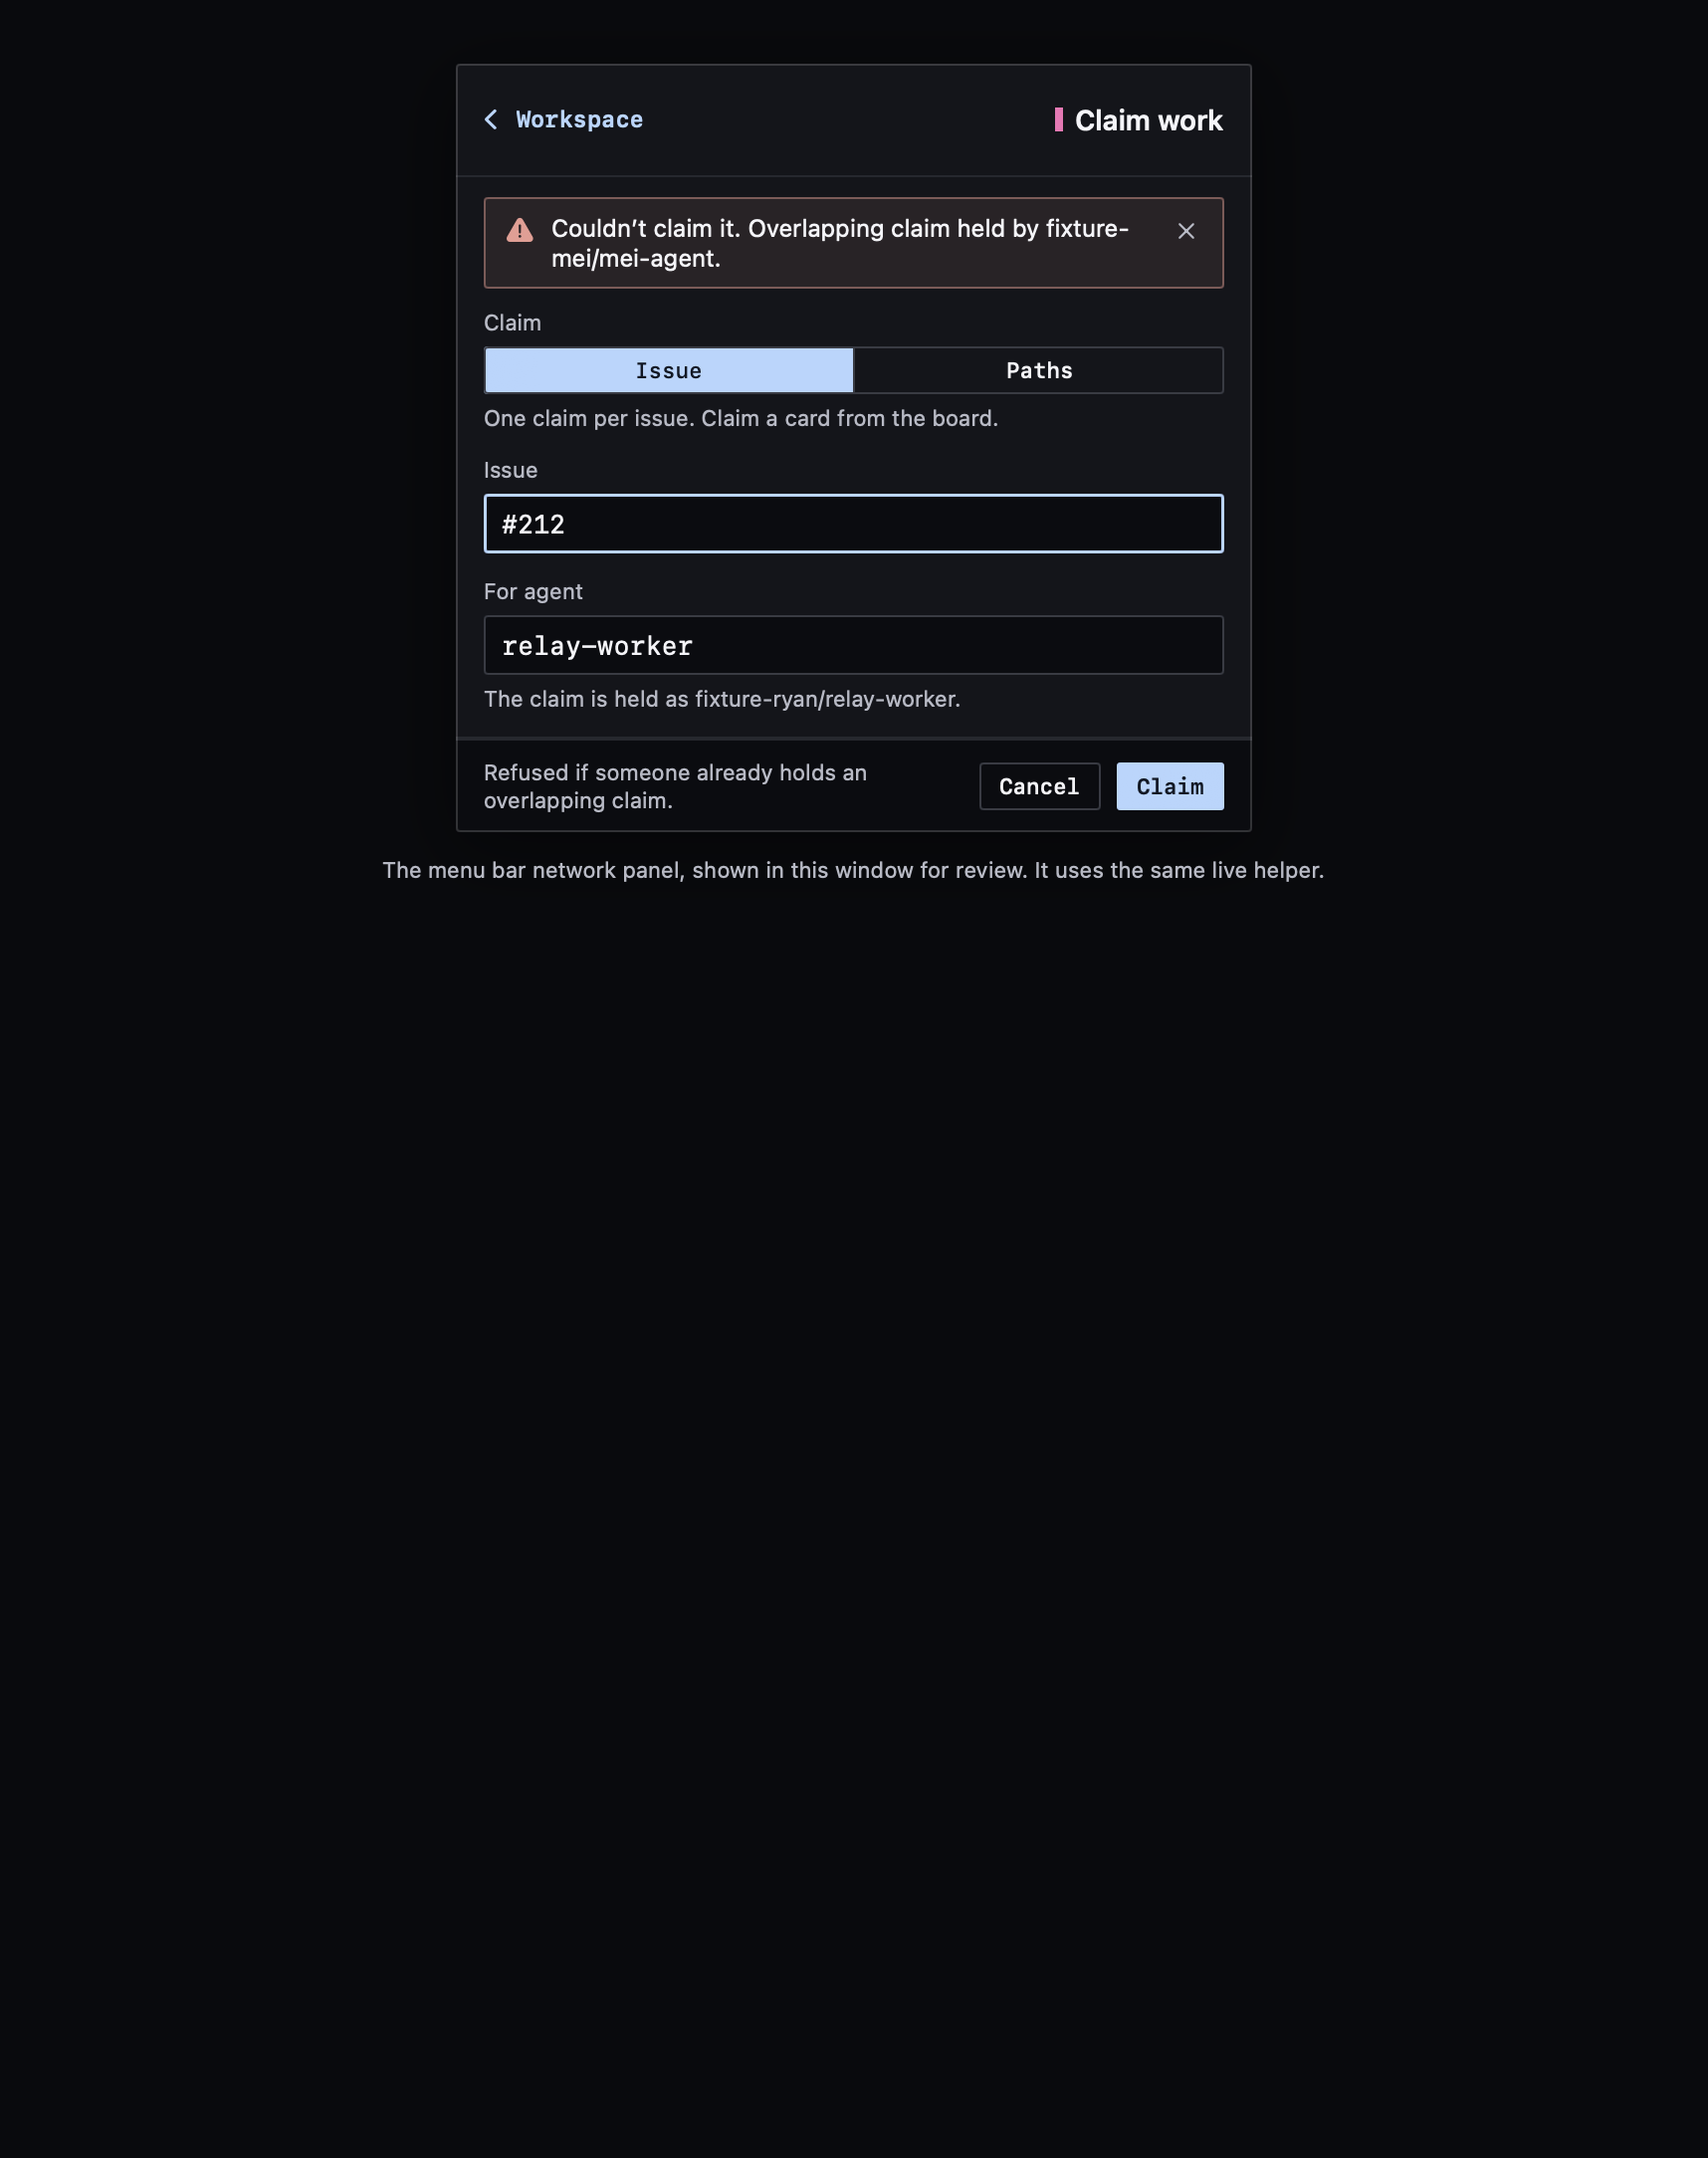 Workspace
Claim work
Couldn’t claim it. Overlapping claim held by fixture-
mei/mei-agent.
Claim
Issue
Paths
One claim per issue. Claim a card from the board.
Issue
#212
For agent
relay-worker
The claim is held as fixture-ryan/relay-worker.
Refused if someone already holds an
overlapping claim.
Cancel
Claim
The menu bar network panel, shown in this window for review. It uses the same live helper.